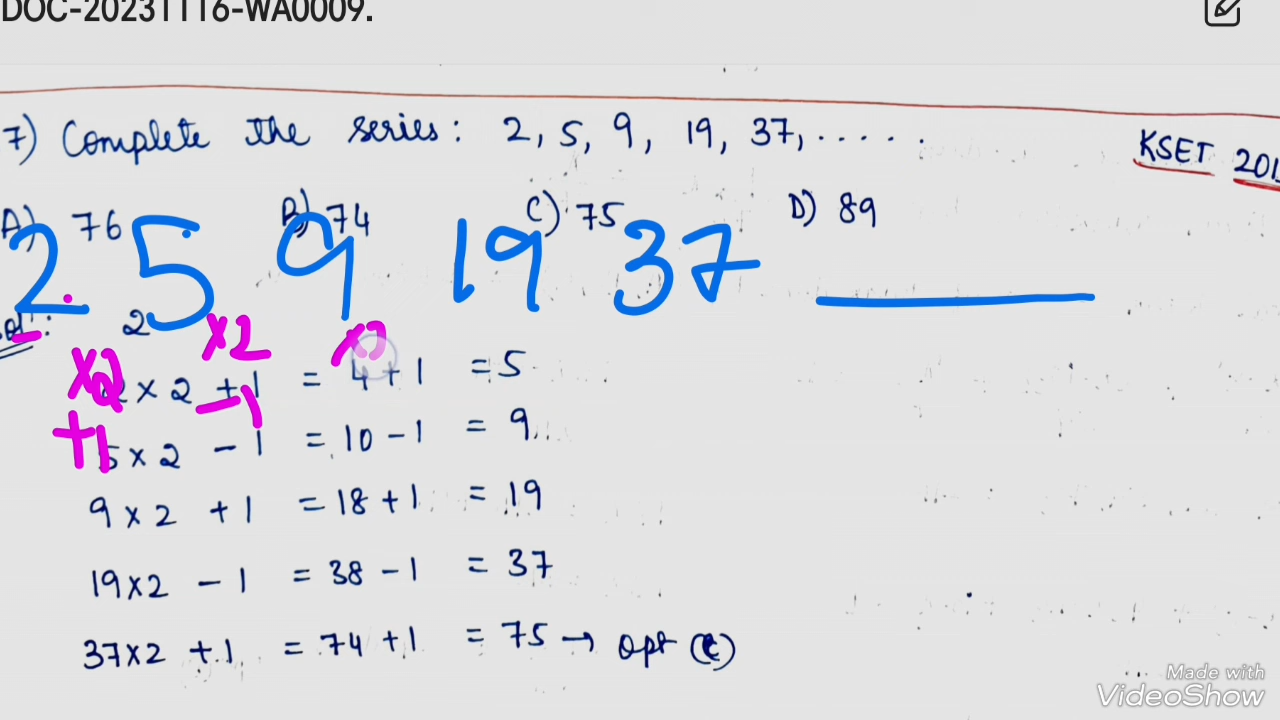 DOC-20231116-WA0009.
7) Complete the series: 2, 5, 9, 19, 37, .....
KSET 201
A) 76 B) 74 C) 75 D) 89
2 5 9 19 37 ______
2
×2 ×2
2 × 2 +1 = 4 + 1 = 5
+1 -1
5 × 2 - 1 = 10 - 1 = 9
9 × 2 + 1 = 18 + 1 = 19
19 × 2 - 1 = 38 - 1 = 37
37 × 2 + 1 = 74 + 1 = 75 → opt (C)
Made with
VideoShow